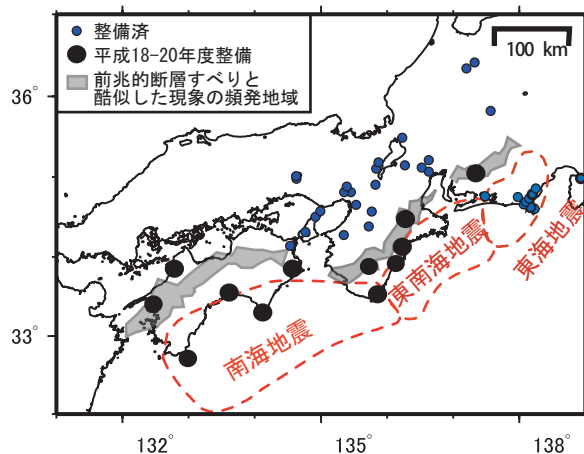 整備済
平成18-20年度整備
前兆的断層すべりと
酷似した現象の頻発地域
100 km
36°
33°
東海地震
東南海地震
南海地震
132°
135°
138°